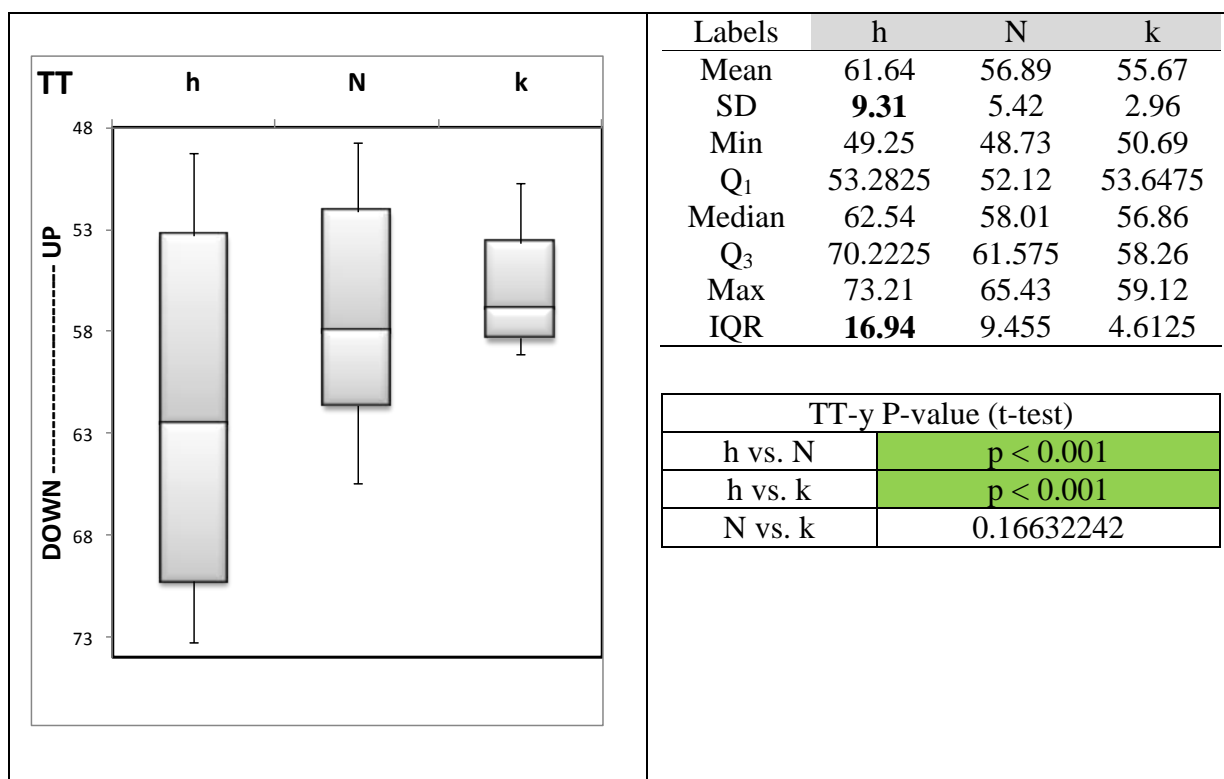 TT h N k
48
53
58
63
68
73
DOWN ------------------ UP
Labels h N k
Mean 61.64 56.89 55.67
SD 9.31 5.42 2.96
Min 49.25 48.73 50.69
Q₁ 53.2825 52.12 53.6475
Median 62.54 58.01 56.86
Q₃ 70.2225 61.575 58.26
Max 73.21 65.43 59.12
IQR 16.94 9.455 4.6125
TT-y P-value (t-test)
h vs. N p < 0.001
h vs. k p < 0.001
N vs. k 0.16632242